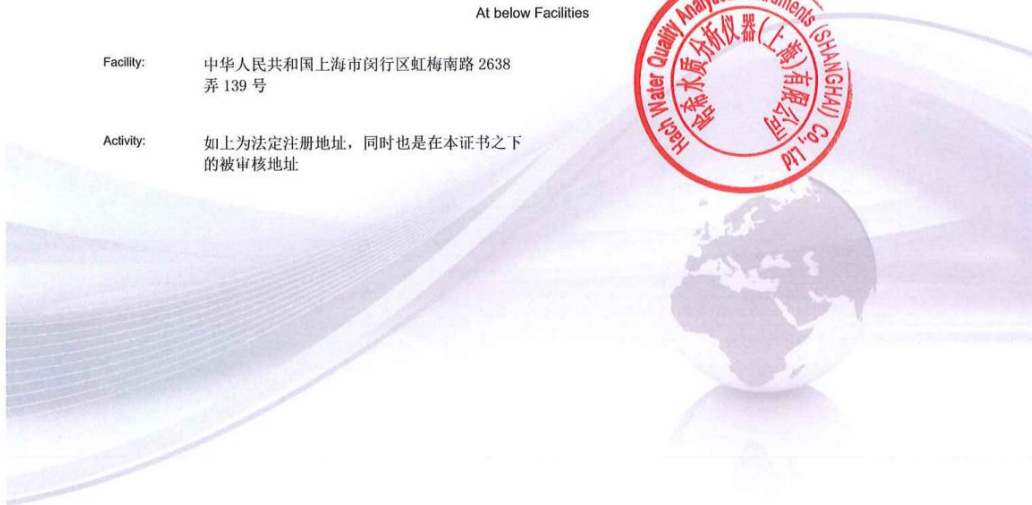 At below Facilities
Facility: 中华人民共和国上海市闵行区虹梅南路 2638
弄 139 号
Activity: 如上为法定注册地址，同时也是在本证书之下
的被审核地址
Hach Water Quality (SHANGHAI) Co., Ltd
哈希水质分析仪器(上海)有限公司